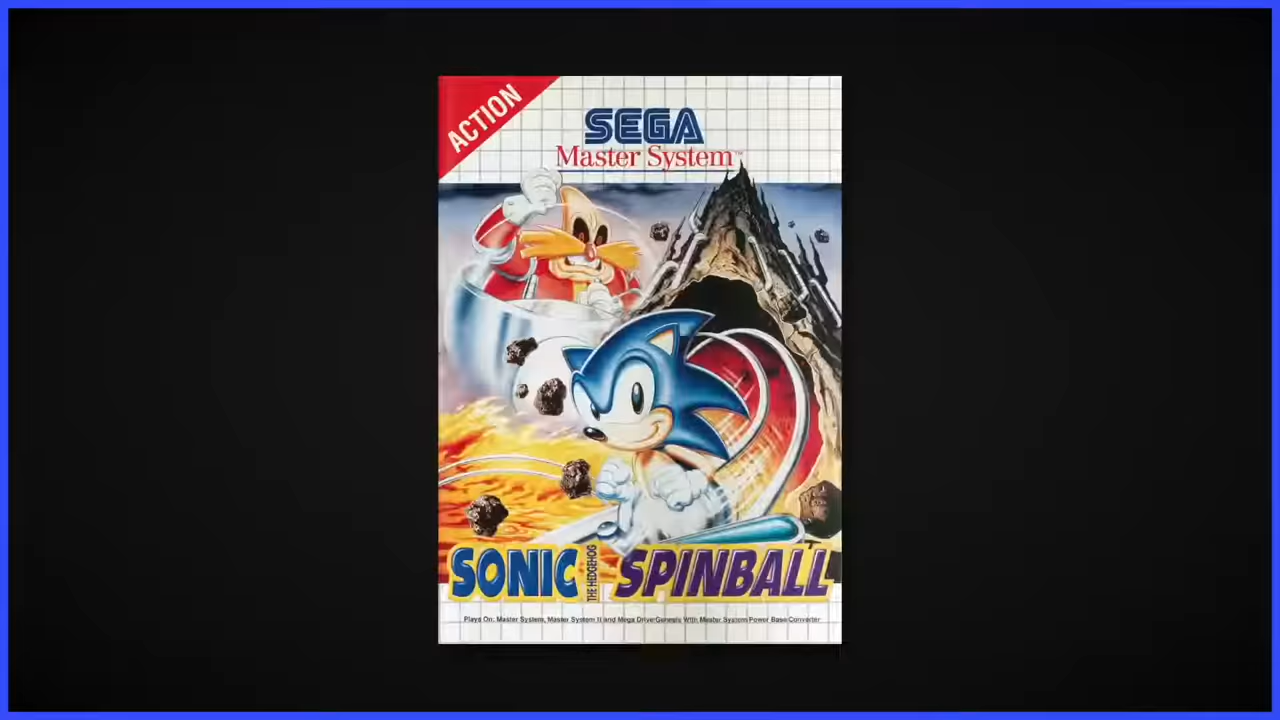 ACTION
SEGA
Master System™
SONIC THE HEDGEHOG SPINBALL
Plays On: Master System, Master System II and Mega Drive/Genesis With Master System/Power Base Converter